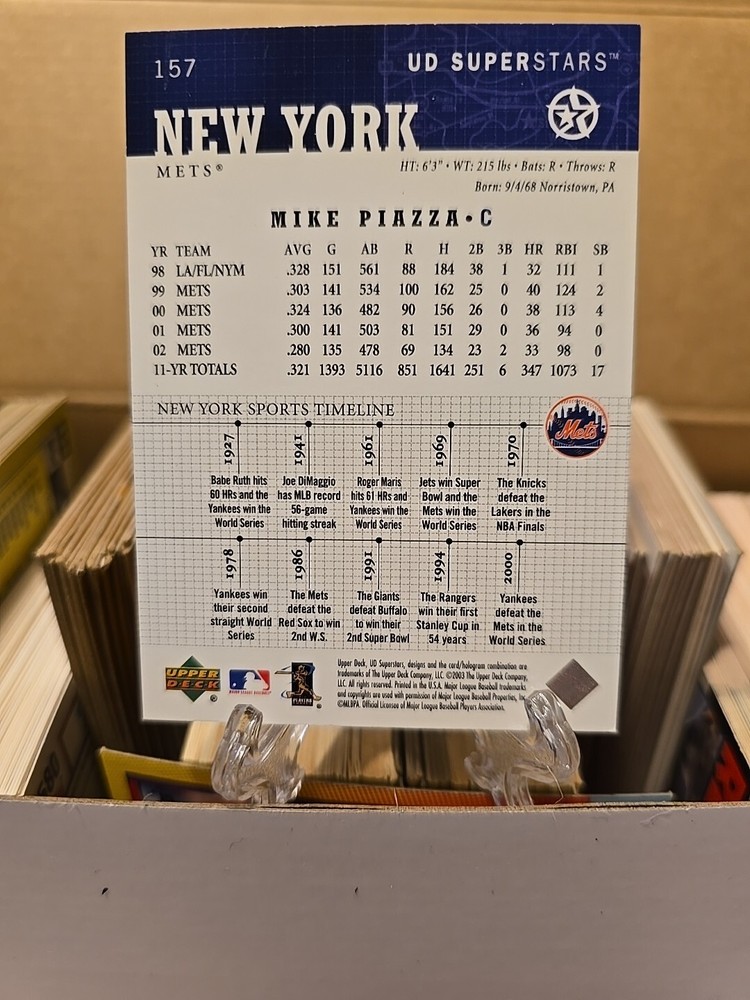 157
UD SUPERSTARS™
NEW YORK
METS®
HT: 6'3" • WT: 215 lbs • Bats: R • Throws: R
Born: 9/4/68 Norristown, PA
MIKE PIAZZA • C
YR TEAM AVG G AB R H 2B 3B HR RBI SB
98 LA/FL/NYM .328 151 561 88 184 38 1 32 111 1
99 METS .303 141 534 100 162 25 0 40 124 2
00 METS .324 136 482 90 156 26 0 38 113 4
01 METS .300 141 503 81 151 29 0 36 94 0
02 METS .280 135 478 69 134 23 2 33 98 0
11-YR TOTALS .321 1393 5116 851 1641 251 6 347 1073 17
NEW YORK SPORTS TIMELINE
Mets
1927
Babe Ruth hits
60 HRs and the
Yankees win the
World Series
1941
Joe DiMaggio
has MLB record
56-game
hitting streak
1961
Roger Maris
hits 61 HRs and
Yankees win the
World Series
1969
Jets win Super
Bowl and the
Mets win the
World Series
1970
The Knicks
defeat the
Lakers in the
NBA Finals
1978
Yankees win
their second
straight World
Series
1986
The Mets
defeat the
Red Sox to win
2nd W.S.
1991
The Giants
defeat Buffalo
to win their
2nd Super Bowl
1994
The Rangers
win their first
Stanley Cup in
54 years
2000
Yankees
defeat the
Mets in the
World Series
UPPER
DECK
Upper Deck, UD Superstars, designs and the card/hologram combination are
trademarks of The Upper Deck Company, LLC. ©2003 The Upper Deck Company,
LLC. All rights reserved. Printed in the U.S.A. Major League Baseball trademarks
and copyrights are used with permission of Major League Baseball Properties, Inc.
©MLBPA. Official Licensee of Major League Baseball Players Association.